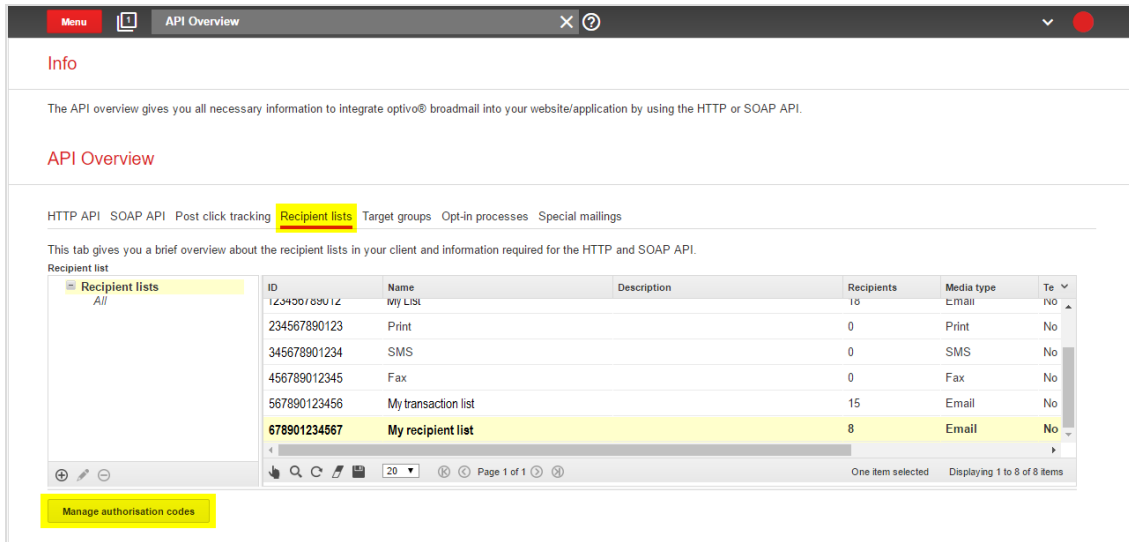 Menu 1 API Overview
Info
The API overview gives you all necessary information to integrate optivo® broadmail into your website/application by using the HTTP or SOAP API.
API Overview
HTTP API SOAP API Post click tracking Recipient lists Target groups Opt-in processes Special mailings
This tab gives you a brief overview about the recipient lists in your client and information required for the HTTP and SOAP API.
Recipient list
Recipient lists
All
ID Name Description Recipients Media type Te
123456789012 My List 18 Email No
234567890123 Print 0 Print No
345678901234 SMS 0 SMS No
456789012345 Fax 0 Fax No
567890123456 My transaction list 15 Email No
678901234567 My recipient list 8 Email No
20 Page 1 of 1 One item selected Displaying 1 to 8 of 8 items
Manage authorisation codes